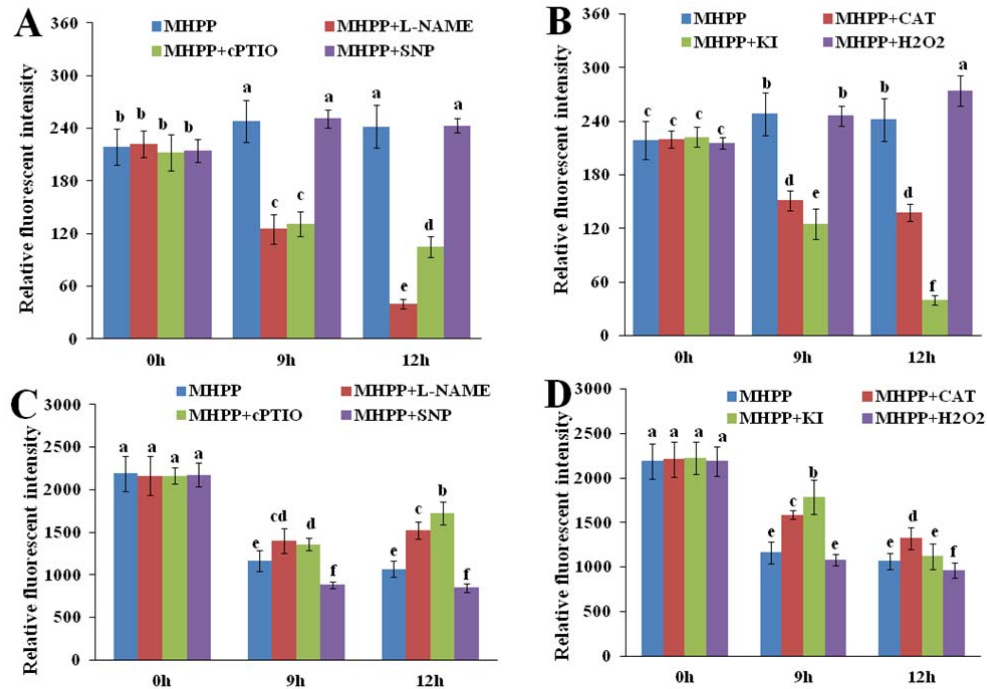 A
MHPP
MHPP+L-NAME
MHPP+cPTIO
MHPP+SNP
Relative fluorescent intensity
360
300
240
180
120
60
0
b b b b
a c c a
a e d a
0h 9h 12h
B
MHPP
MHPP+CAT
MHPP+KI
MHPP+H2O2
Relative fluorescent intensity
360
300
240
180
120
60
0
c c c c
b d e b
b d f a
0h 9h 12h
C
MHPP
MHPP+L-NAME
MHPP+cPTIO
MHPP+SNP
Relative fluorescent intensity
3000
2500
2000
1500
1000
500
0
a a a a
e cd d f
e c b f
0h 9h 12h
D
MHPP
MHPP+CAT
MHPP+KI
MHPP+H2O2
Relative fluorescent intensity
3000
2500
2000
1500
1000
500
0
a a a a
e c b e
e d e f
0h 9h 12h